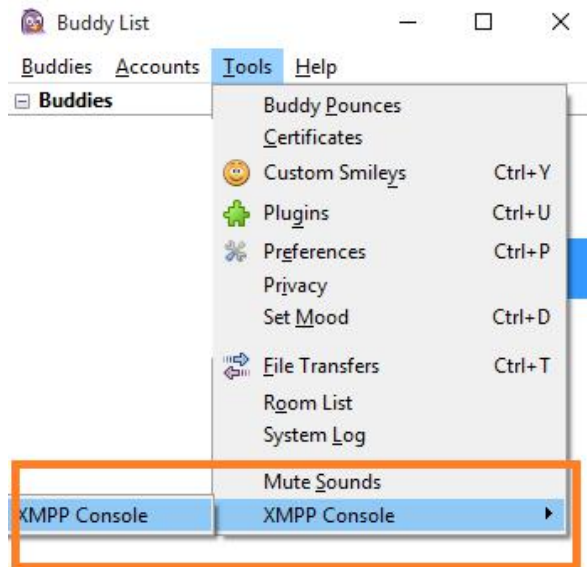 Buddy List
Buddies Accounts Tools Help
Buddies
Buddy Pounces
Certificates
Custom Smileys Ctrl+Y
Plugins Ctrl+U
Preferences Ctrl+P
Privacy
Set Mood Ctrl+D
File Transfers Ctrl+T
Room List
System Log
Mute Sounds
XMPP Console XMPP Console